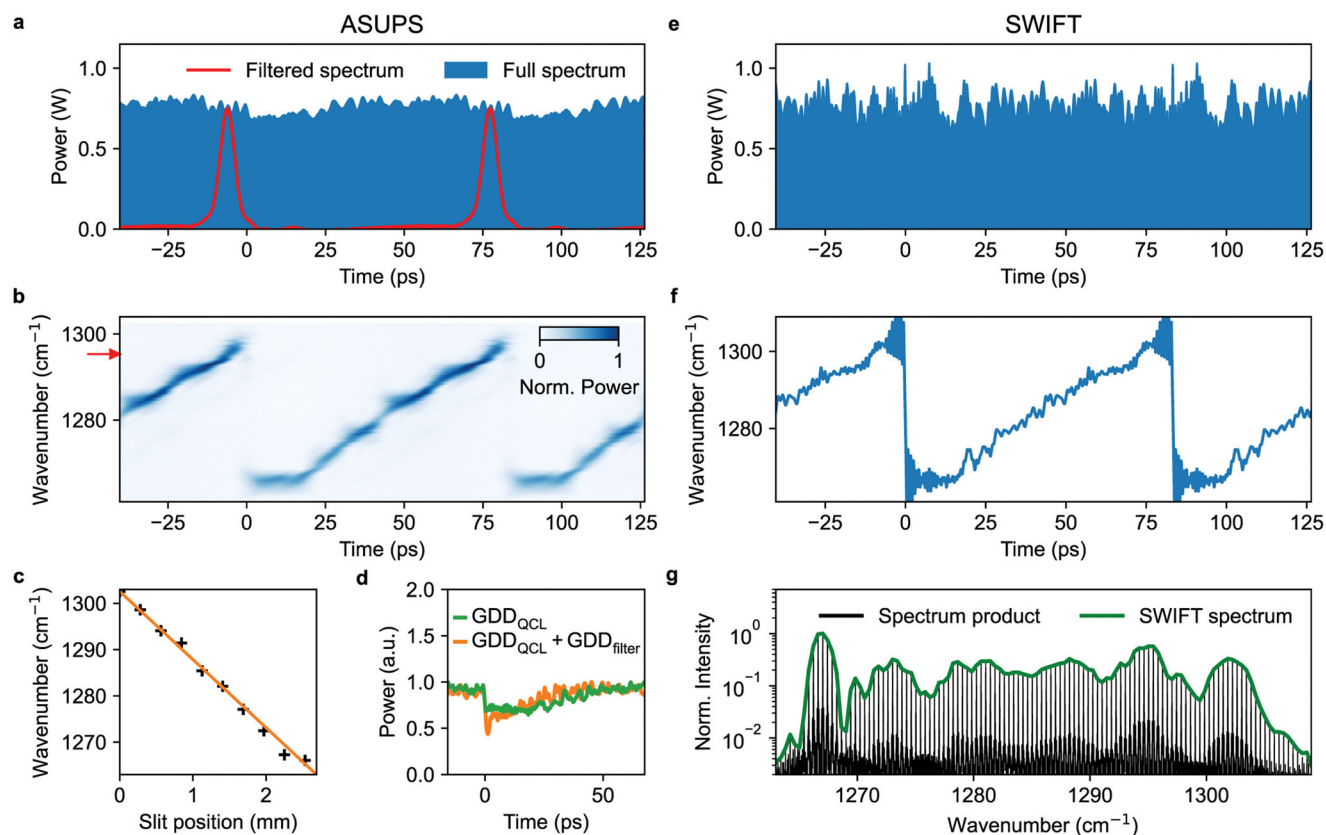 a
ASUPS
Power (W)
1.0
0.5
0.0
Filtered spectrum
Full spectrum
−25 0 25 50 75 100 125
Time (ps)
e
SWIFT
Power (W)
1.0
0.5
0.0
−25 0 25 50 75 100 125
Time (ps)
b
Wavenumber (cm⁻¹)
1300
1280
0 1
Norm. Power
−25 0 25 50 75 100 125
Time (ps)
f
Wavenumber (cm⁻¹)
1300
1280
−25 0 25 50 75 100 125
Time (ps)
c
Wavenumber (cm⁻¹)
1300
1290
1280
1270
0 1 2
Slit position (mm)
d
Power (a.u.)
2.0
1.5
1.0
0.5
0.0
GDD_QCL
GDD_QCL + GDD_filter
0 50
Time (ps)
g
Norm. Intensity
10⁰
10⁻¹
10⁻²
Spectrum product
SWIFT spectrum
1270 1280 1290 1300
Wavenumber (cm⁻¹)